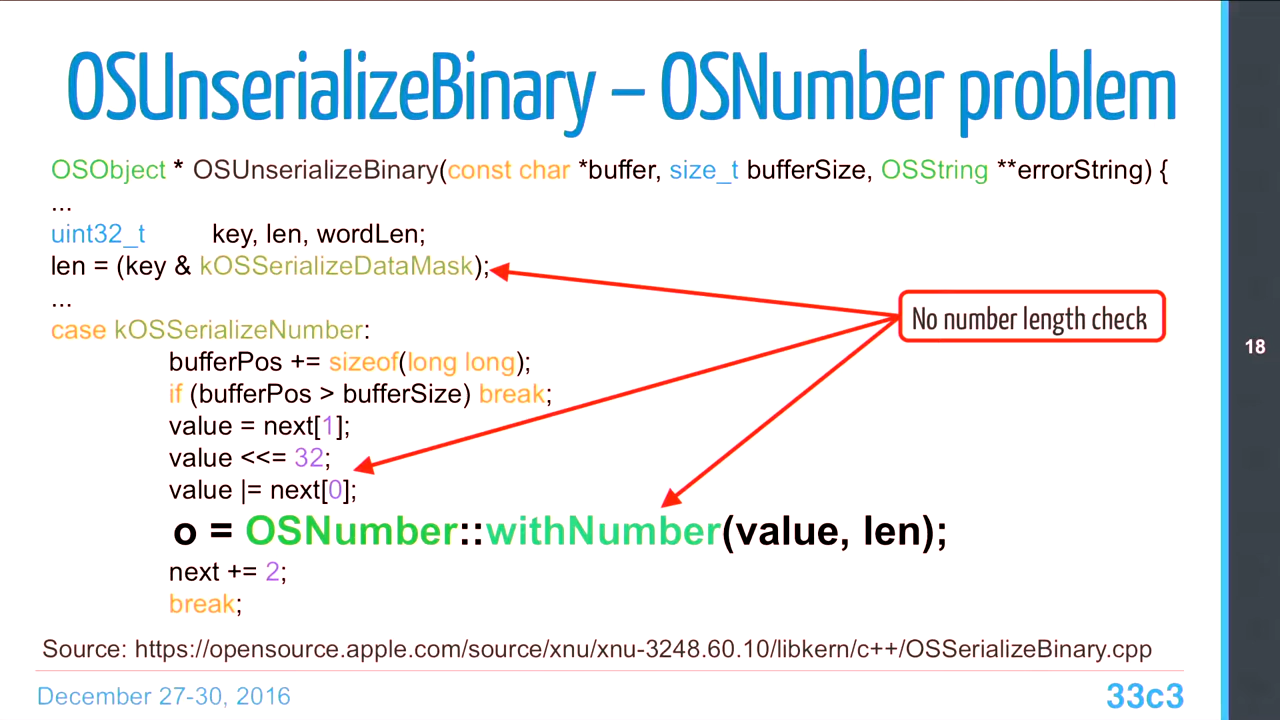 OSUnserializeBinary – OSNumber problem
OSObject * OSUnserializeBinary(const char *buffer, size_t bufferSize, OSString **errorString) {
...
uint32_t key, len, wordLen;
len = (key & kOSSerializeDataMask);
...
case kOSSerializeNumber:
No number length check
bufferPos += sizeof(long long);
if (bufferPos > bufferSize) break;
value = next[1];
value <<= 32;
value |= next[0];
o = OSNumber::withNumber(value, len);
next += 2;
break;
Source: https://opensource.apple.com/source/xnu/xnu-3248.60.10/libkern/c++/OSSerializeBinary.cpp
December 27-30, 2016
33c3
18